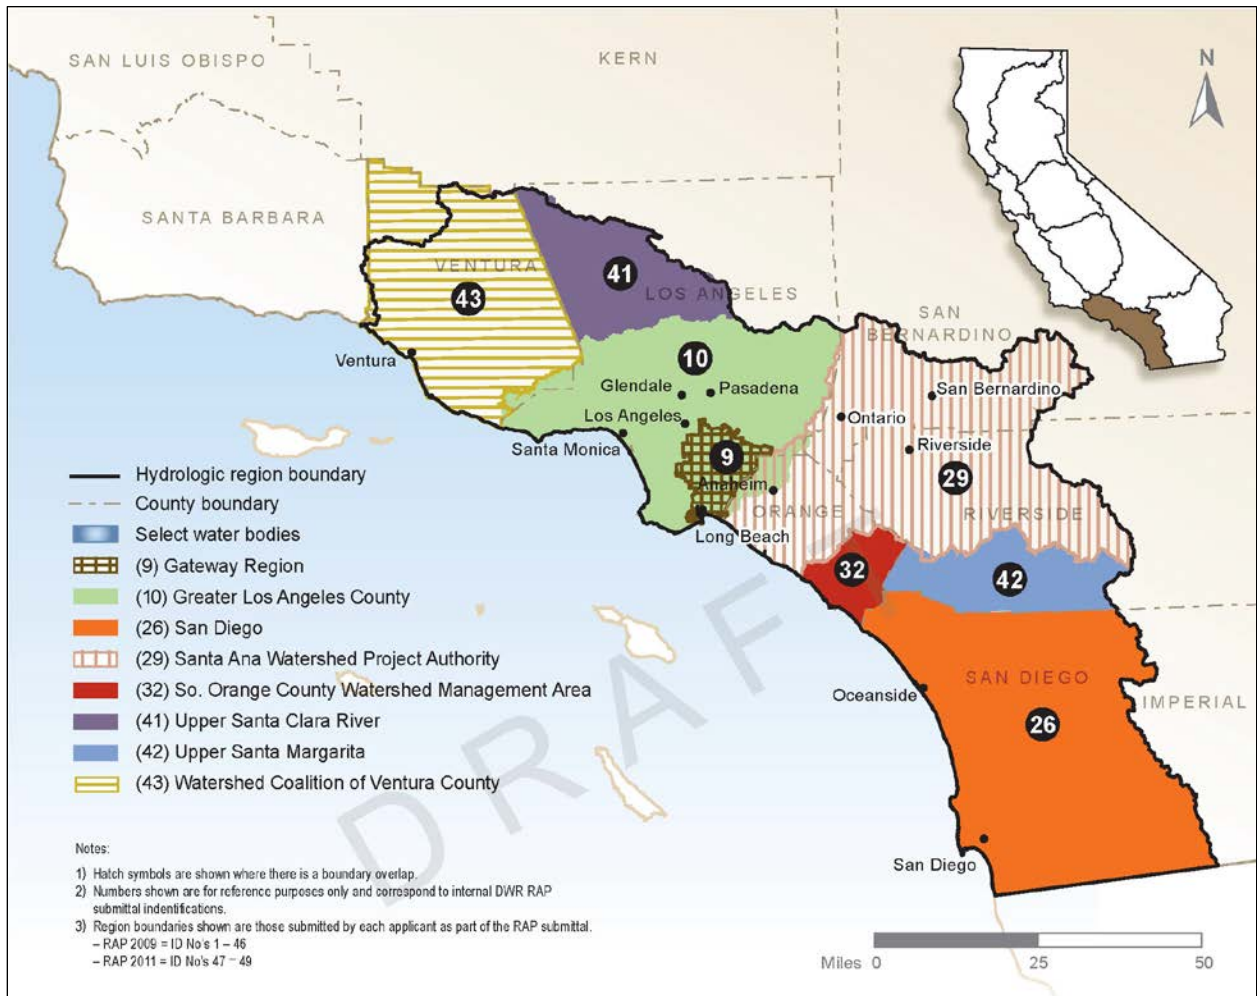 SAN LUIS OBISPO
KERN
N
SANTA BARBARA
VENTURA
43
41
LOS ANGELES
SAN
BERNARDINO
10
Ventura
Glendale
Pasadena
San Bernardino
Los Angeles
Ontario
Santa Monica
Riverside
9
29
Anaheim
ORANGE
RIVERSIDE
Long Beach
32
42
Oceanside
SAN DIEGO
IMPERIAL
26
San Diego
DRAFT
Hydrologic region boundary
County boundary
Select water bodies
(9) Gateway Region
(10) Greater Los Angeles County
(26) San Diego
(29) Santa Ana Watershed Project Authority
(32) So. Orange County Watershed Management Area
(41) Upper Santa Clara River
(42) Upper Santa Margarita
(43) Watershed Coalition of Ventura County
Notes:
1) Hatch symbols are shown where there is a boundary overlap.
2) Numbers shown are for reference purposes only and correspond to internal DWR RAP
submittal indentifications.
3) Region boundaries shown are those submitted by each applicant as part of the RAP submittal.
– RAP 2009 = ID No's 1 – 46
– RAP 2011 = ID No's 47 – 49
Miles 0 25 50